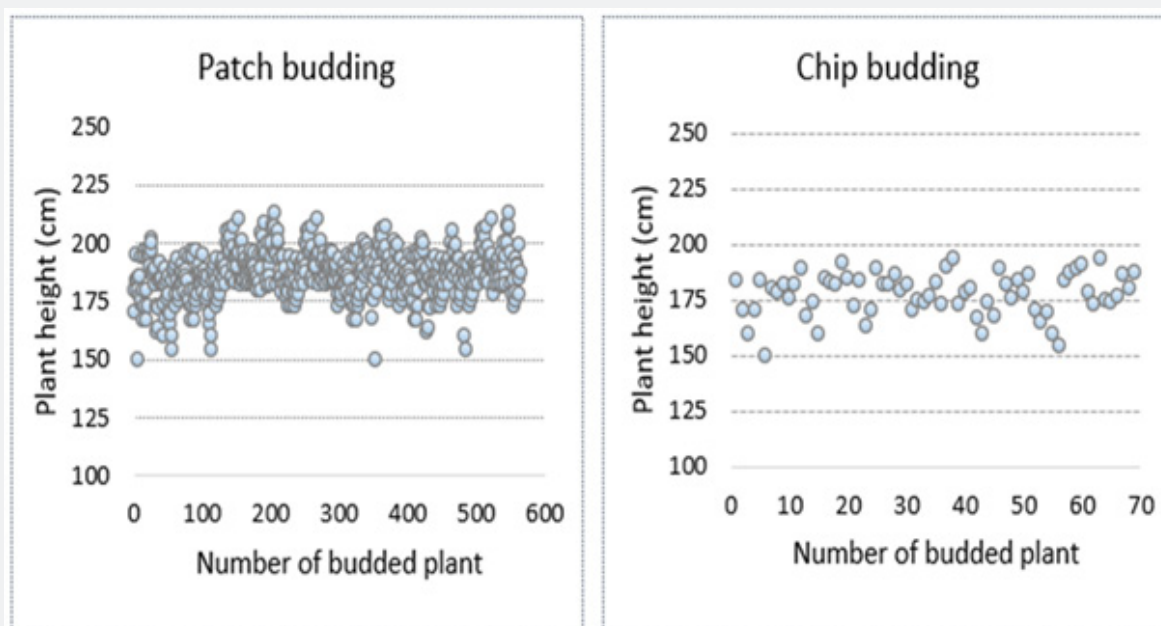 Patch budding
Plant height (cm)
250
225
200
175
150
125
100
0 100 200 300 400 500 600
Number of budded plant
Chip budding
Plant height (cm)
250
225
200
175
150
125
100
0 10 20 30 40 50 60 70
Number of budded plant